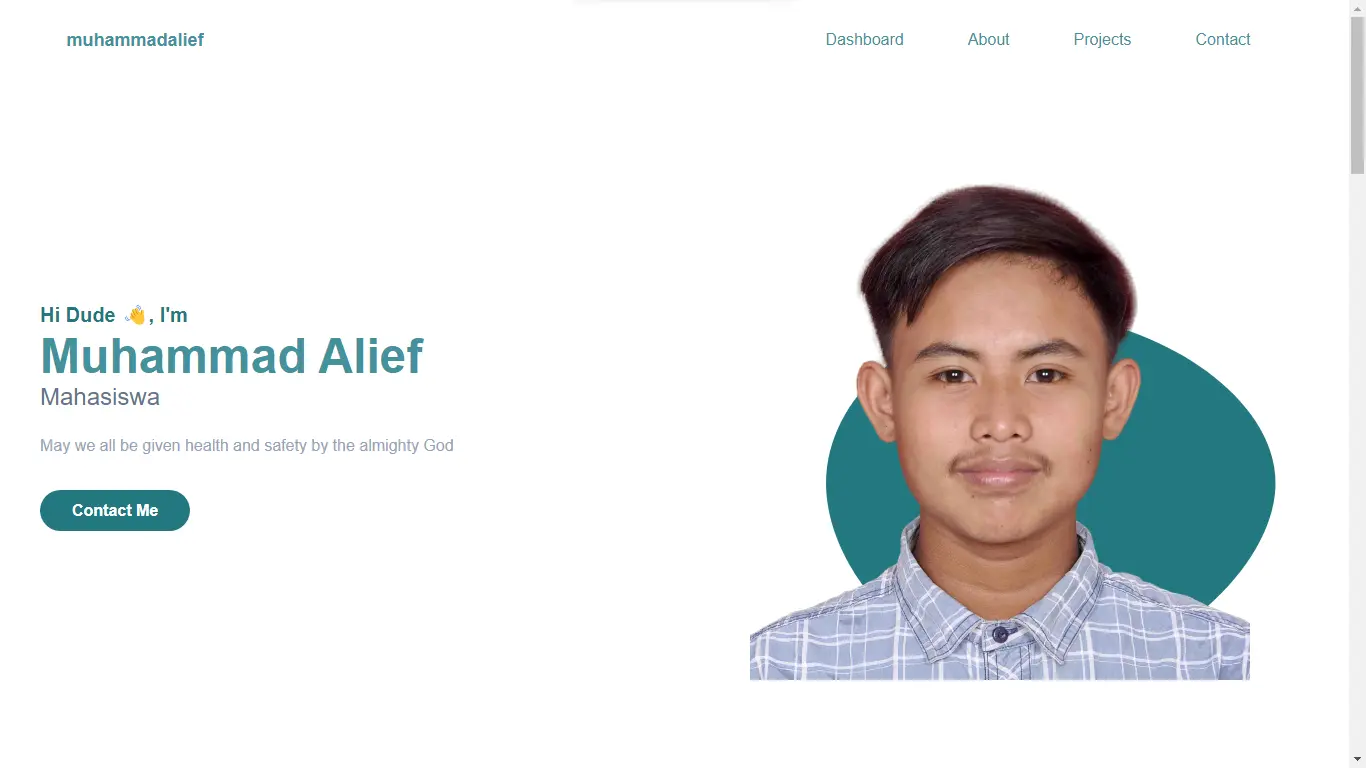 muhammadalief
Dashboard About Projects Contact
Hi Dude 👋, I'm
Muhammad Alief
Mahasiswa
May we all be given health and safety by the almighty God
Contact Me